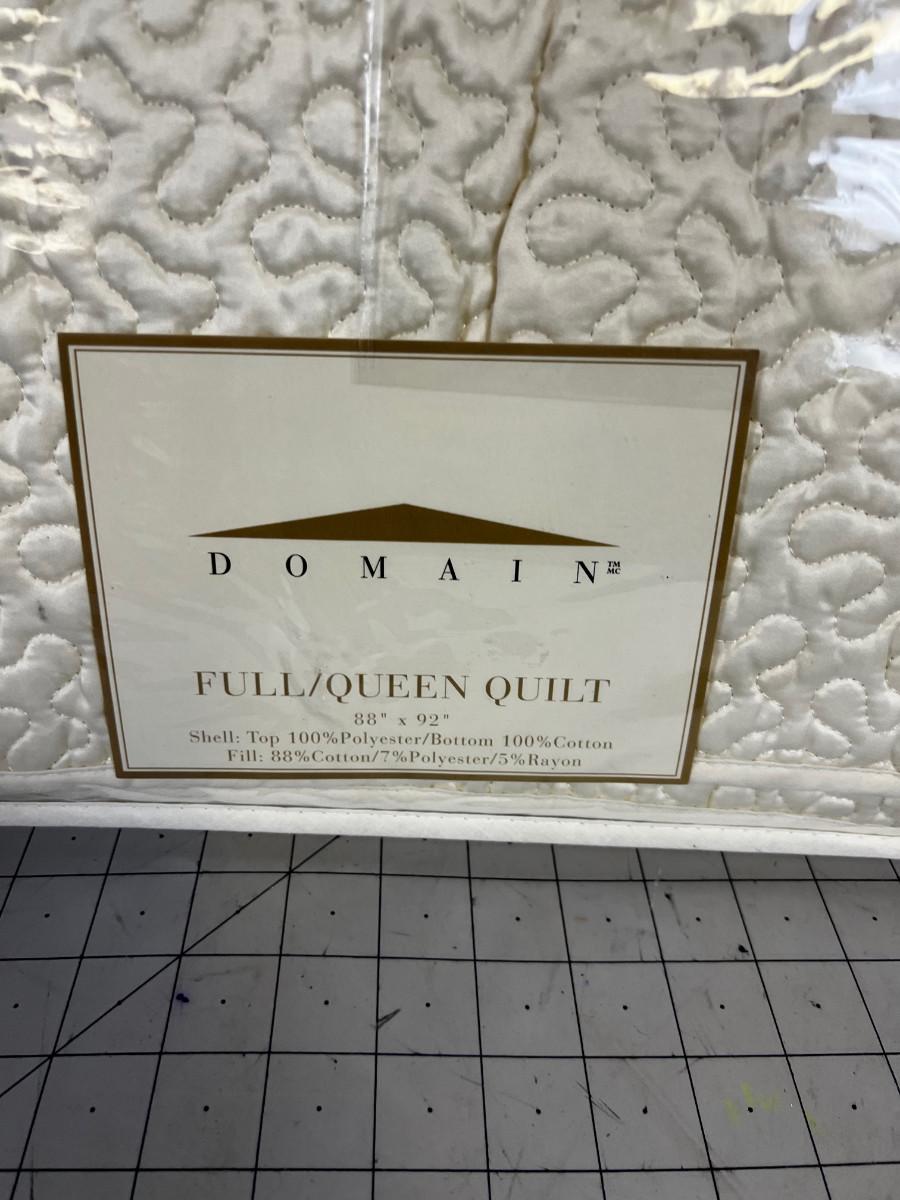 DOMAIN™ MC
FULL/QUEEN QUILT
88" x 92"
Shell: Top 100%Polyester/Bottom 100%Cotton
Fill: 88%Cotton/7%Polyester/5%Rayon